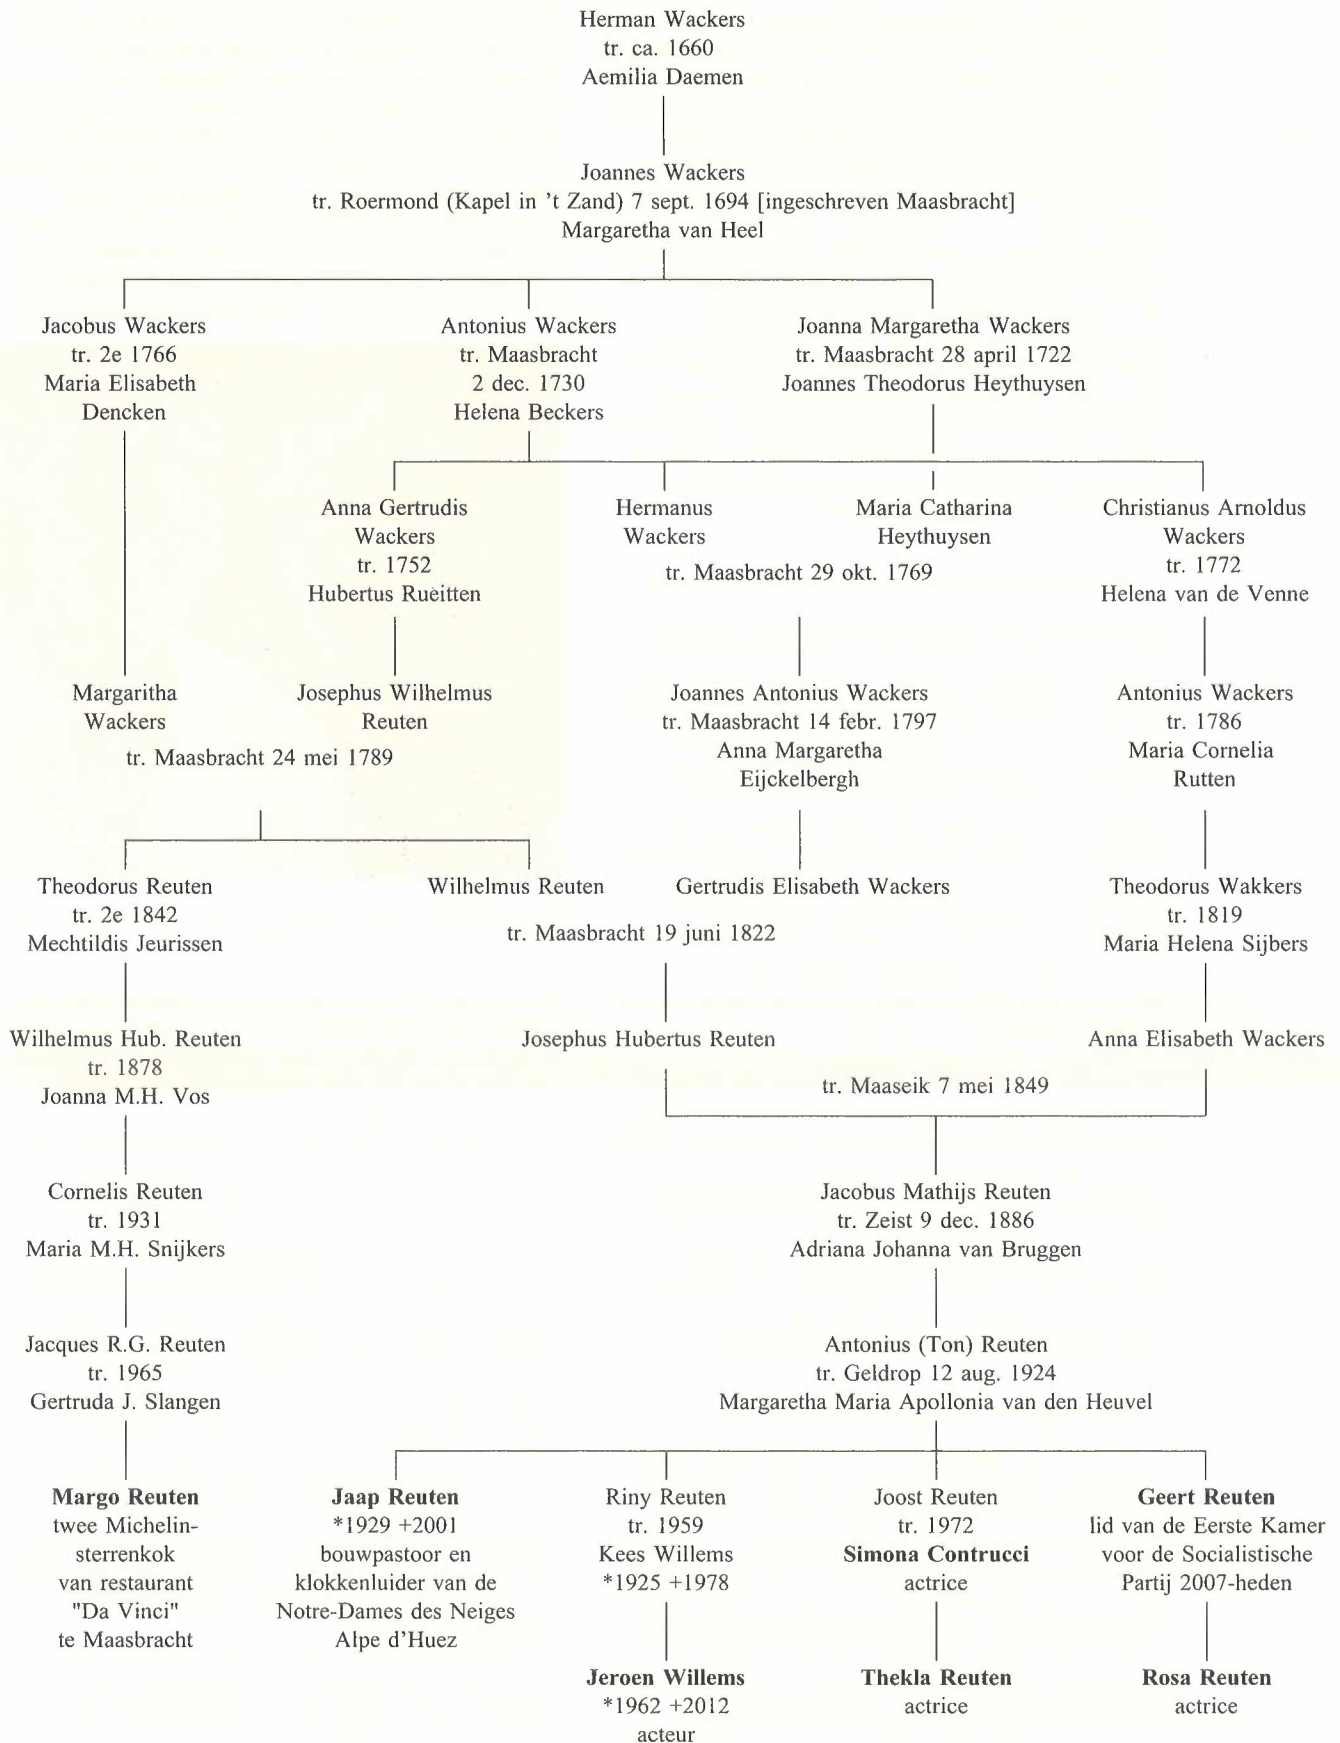 Herman Wackers
tr. ca. 1660
Aemilia Daemen
Joannes Wackers
tr. Roermond (Kapel in 't Zand) 7 sept. 1694 [ingeschreven Maasbracht]
Margaretha van Heel
Jacobus Wackers
tr. 2e 1766
Maria Elisabeth
Dencken
Antonius Wackers
tr. Maasbracht
2 dec. 1730
Helena Beckers
Joanna Margaretha Wackers
tr. Maasbracht 28 april 1722
Joannes Theodorus Heythuysen
Anna Gertrudis
Wackers
tr. 1752
Hubertus Rueitten
Hermanus
Wackers
Maria Catharina
Heythuysen
tr. Maasbracht 29 okt. 1769
Christianus Arnoldus
Wackers
tr. 1772
Helena van de Venne
Margaritha
Wackers
Josephus Wilhelmus
Reuten
tr. Maasbracht 24 mei 1789
Joannes Antonius Wackers
tr. Maasbracht 14 febr. 1797
Anna Margaretha
Eijckelbergh
Antonius Wackers
tr. 1786
Maria Cornelia
Rutten
Theodorus Reuten
tr. 2e 1842
Mechtildis Jeurissen
Wilhelmus Reuten
Gertrudis Elisabeth Wackers
tr. Maasbracht 19 juni 1822
Theodorus Wakkers
tr. 1819
Maria Helena Sijbers
Wilhelmus Hub. Reuten
tr. 1878
Joanna M.H. Vos
Josephus Hubertus Reuten
Anna Elisabeth Wackers
tr. Maaseik 7 mei 1849
Cornelis Reuten
tr. 1931
Maria M.H. Snijkers
Jacobus Mathijs Reuten
tr. Zeist 9 dec. 1886
Adriana Johanna van Bruggen
Jacques R.G. Reuten
tr. 1965
Gertruda J. Slangen
Antonius (Ton) Reuten
tr. Geldrop 12 aug. 1924
Margaretha Maria Apollonia van den Heuvel
Margo Reuten
twee Michelin-
sterrenkok
van restaurant
"Da Vinci"
te Maasbracht
Jaap Reuten
*1929 +2001
bouwpastoor en
klokkenluider van de
Notre-Dames des Neiges
Alpe d'Huez
Riny Reuten
tr. 1959
Kees Willems
*1925 +1978
Joost Reuten
tr. 1972
Simona Contrucci
actrice
Geert Reuten
lid van de Eerste Kamer
voor de Socialistische
Partij 2007-heden
Jeroen Willems
*1962 +2012
acteur
Thekla Reuten
actrice
Rosa Reuten
actrice